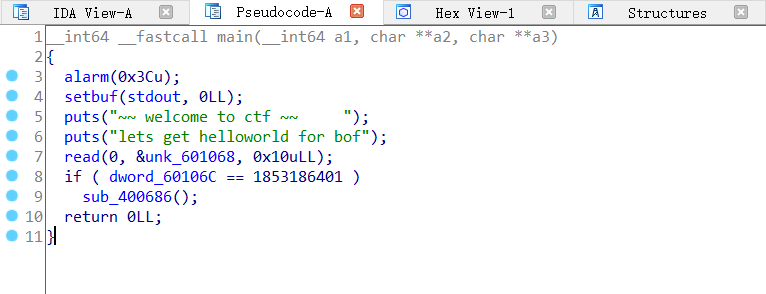 IDA View-A Pseudocode-A Hex View-1 Structures
1 __int64 __fastcall main(__int64 a1, char **a2, char **a3)
2 {
3 alarm(0x3Cu);
4 setbuf(stdout, 0LL);
5 puts("~~ welcome to ctf ~~     ");
6 puts("lets get helloworld for bof");
7 read(0, &unk_601068, 0x10uLL);
8 if ( dword_60106C == 1853186401 )
9 sub_400686();
10 return 0LL;
11 }